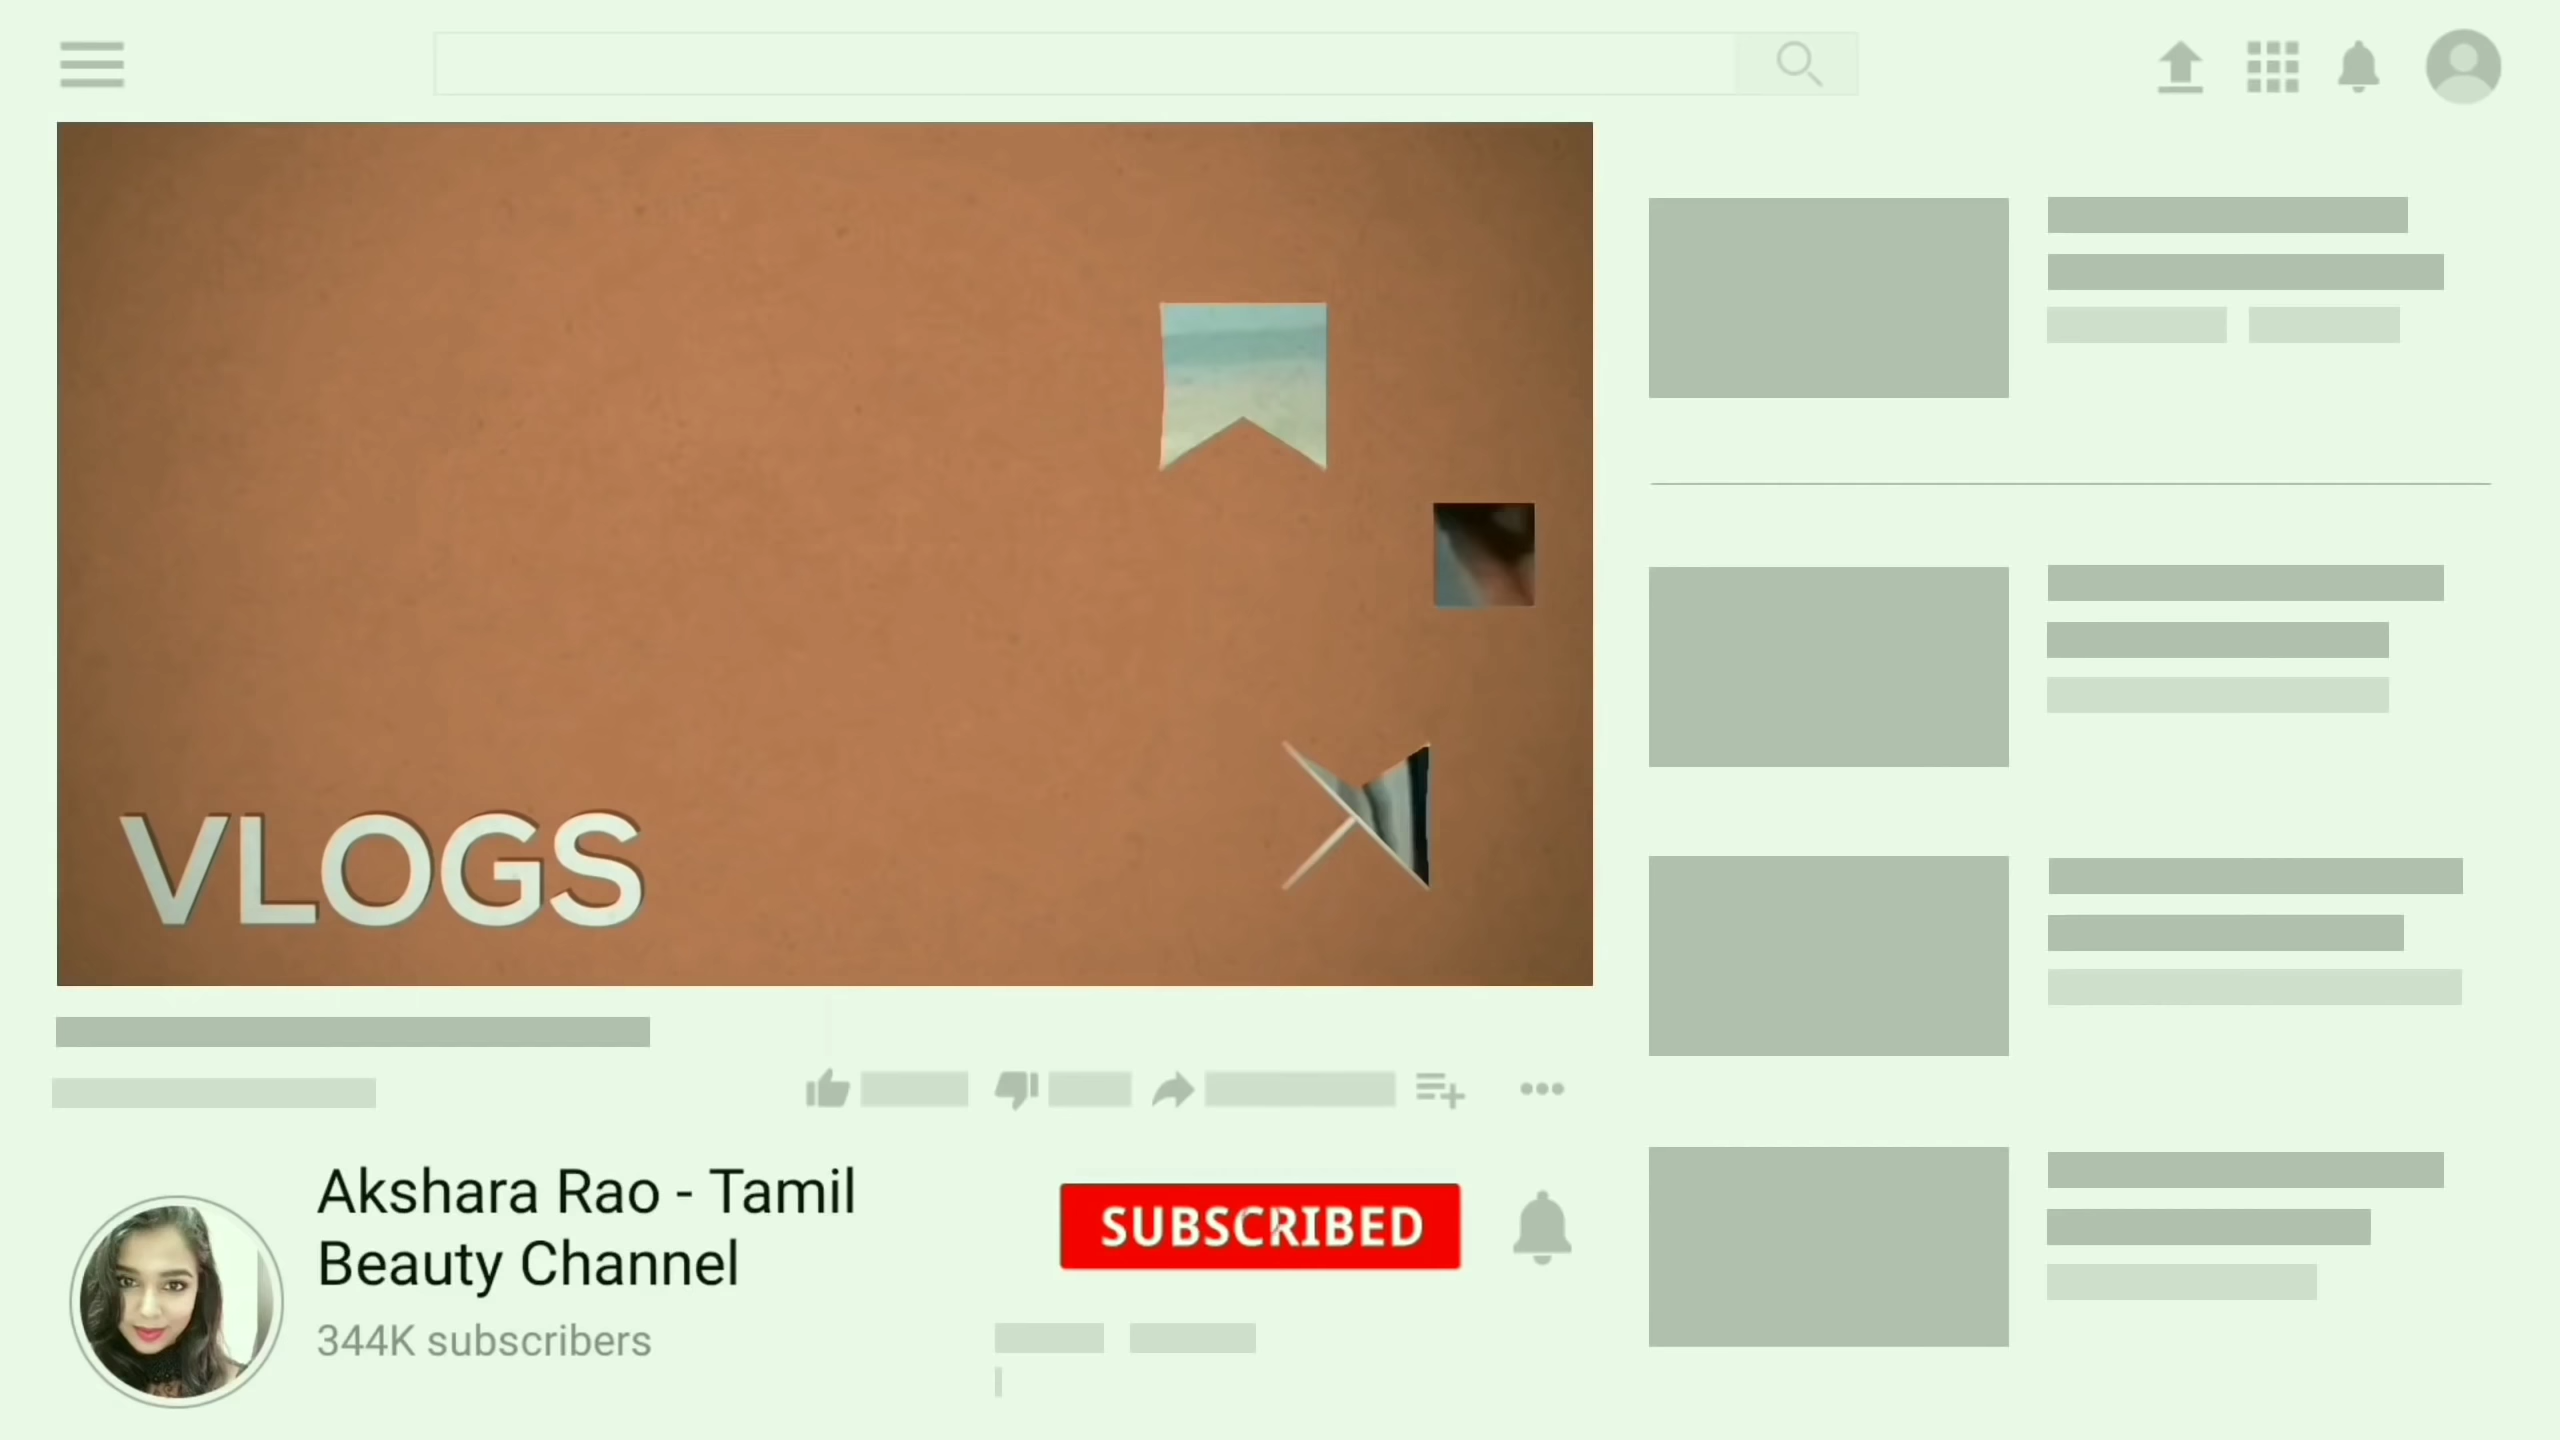 VLOGS
Akshara Rao - Tamil
Beauty Channel
SUBSCRIBED
344K subscribers